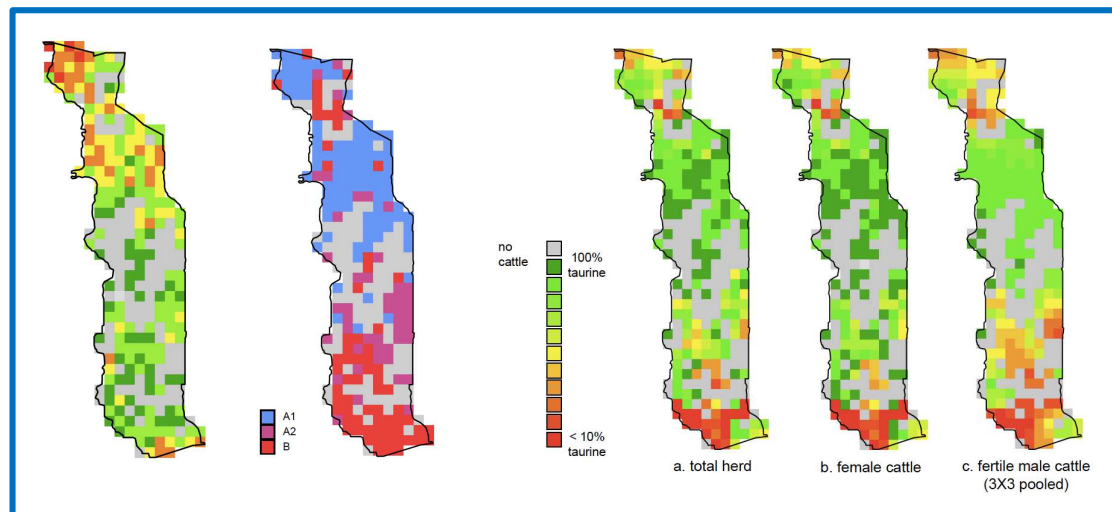 no
cattle
100%
taurine
A1
A2
B
< 10%
taurine
a. total herd
b. female cattle
c. fertile male cattle
(3X3 pooled)